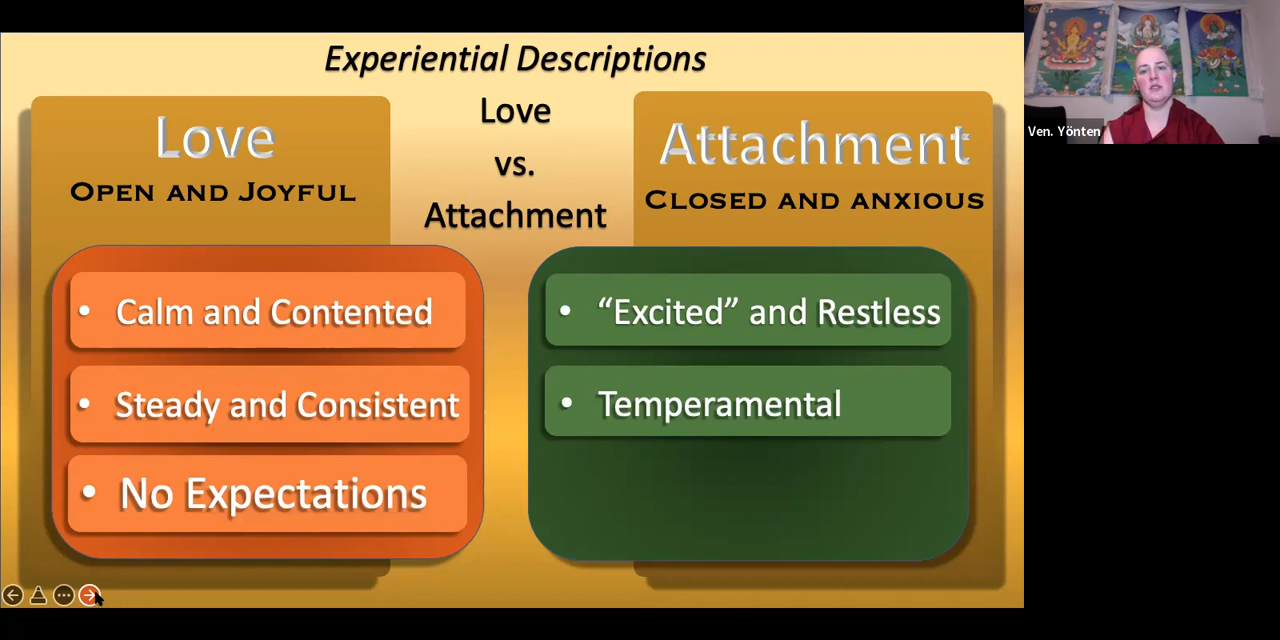 Experiential Descriptions
Love
vs.
Attachment
Love
OPEN AND JOYFUL
• Calm and Contented
• Steady and Consistent
• No Expectations
Attachment
CLOSED AND ANXIOUS
• “Excited” and Restless
• Temperamental
Ven. Yönten